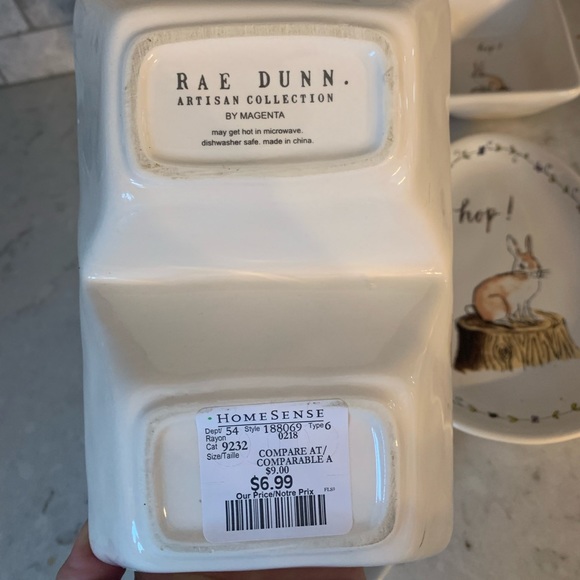 RAE DUNN.
ARTISAN COLLECTION
BY MAGENTA
may get hot in microwave.
dishwasher safe. made in china.
hop!
hop!
HOMESENSE
Dept/ 54 Style 188069 Type 6
Rayon 0218
Cat 9232
Size/Taille
COMPARE AT/
COMPARABLE A
$9.00
$6.99
Our Price/Notre Prix